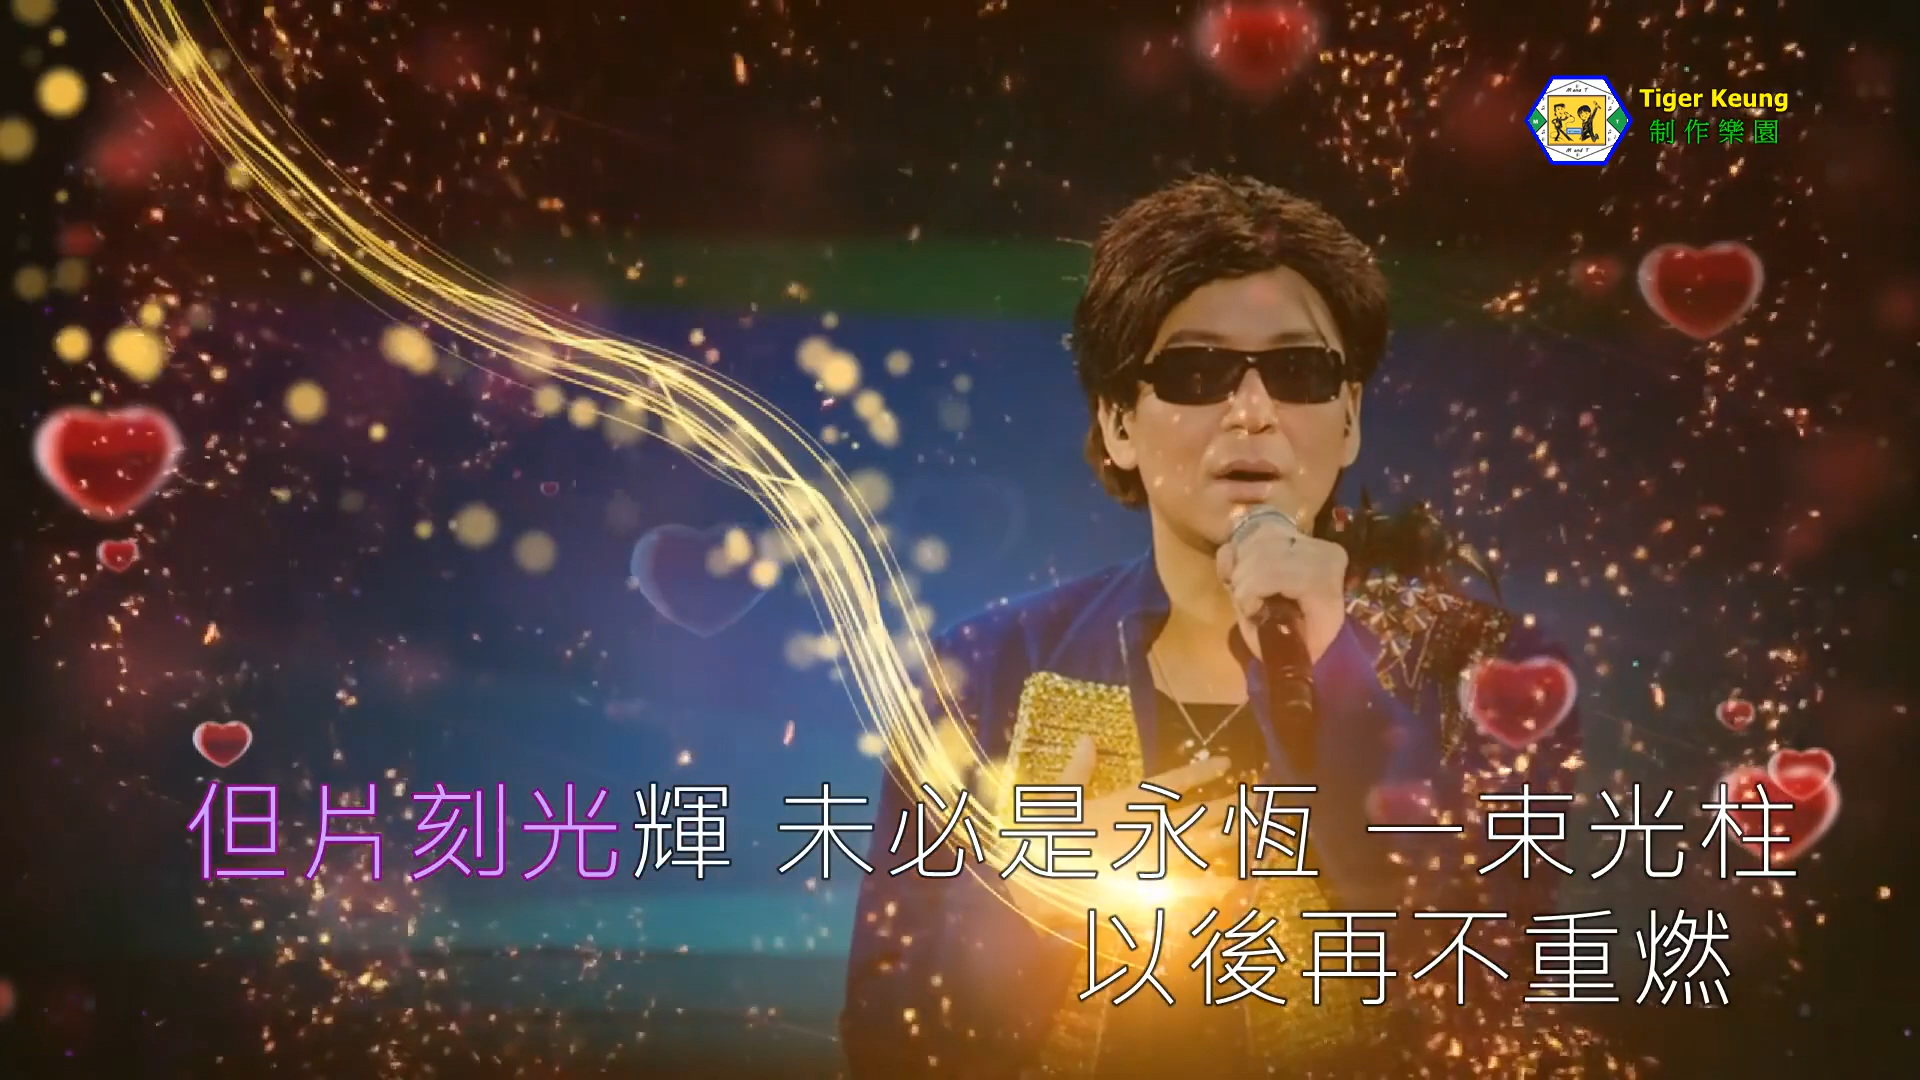 Tiger Keung
制作樂園
但片刻光輝 未必是永恆 一束光柱
以後再不重燃